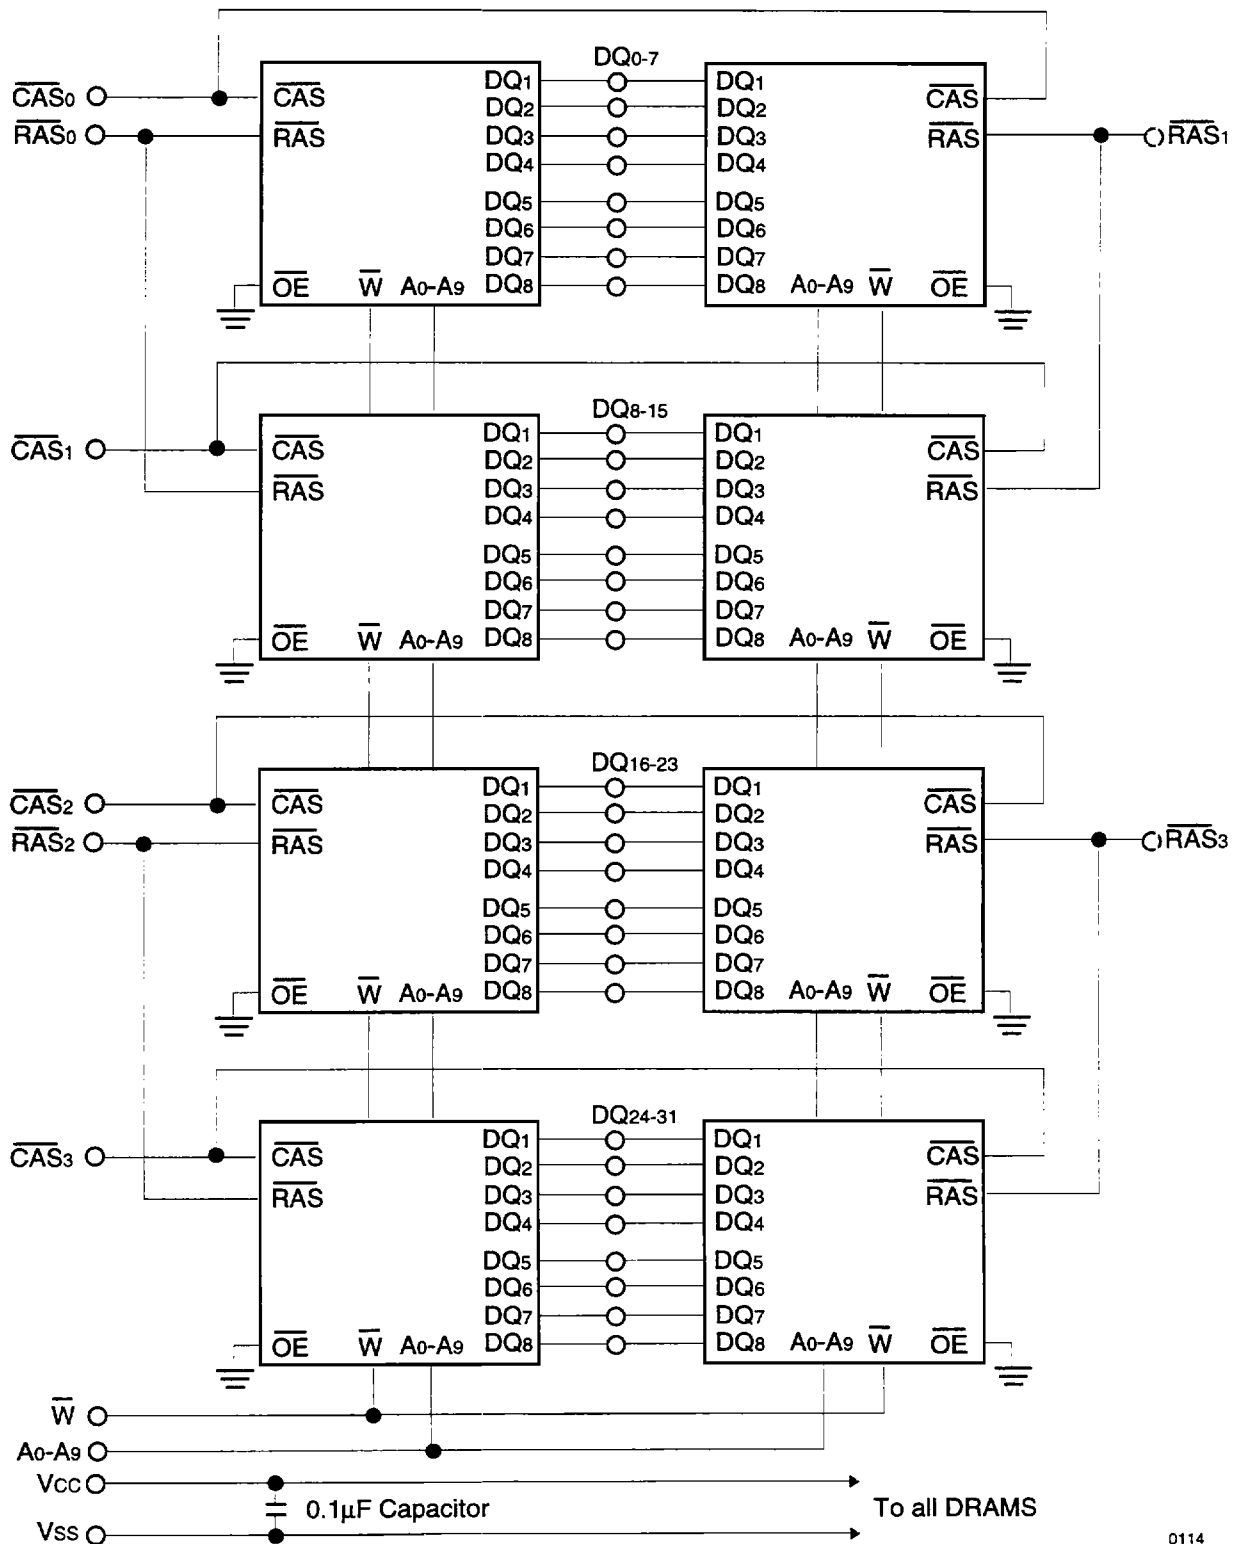 DQ0-7
CAS0 CAS DQ1 DQ1 CAS
DQ2 DQ2
RAS0 RAS DQ3 DQ3 RAS RAS1
DQ4 DQ4
DQ5 DQ5
DQ6 DQ6
DQ7 DQ7
OE W A0-A9 DQ8 DQ8 A0-A9 W OE
DQ8-15
CAS1 CAS DQ1 DQ1 CAS
DQ2 DQ2
RAS DQ3 DQ3 RAS
DQ4 DQ4
DQ5 DQ5
DQ6 DQ6
DQ7 DQ7
OE W A0-A9 DQ8 DQ8 A0-A9 W OE
DQ16-23
CAS2 CAS DQ1 DQ1 CAS
DQ2 DQ2
RAS2 RAS DQ3 DQ3 RAS RAS3
DQ4 DQ4
DQ5 DQ5
DQ6 DQ6
DQ7 DQ7
OE W A0-A9 DQ8 DQ8 A0-A9 W OE
DQ24-31
CAS3 CAS DQ1 DQ1 CAS
DQ2 DQ2
RAS DQ3 DQ3 RAS
DQ4 DQ4
DQ5 DQ5
DQ6 DQ6
DQ7 DQ7
OE W A0-A9 DQ8 DQ8 A0-A9 W OE
W
A0-A9
VCC
0.1µF Capacitor To all DRAMS
VSS
0114